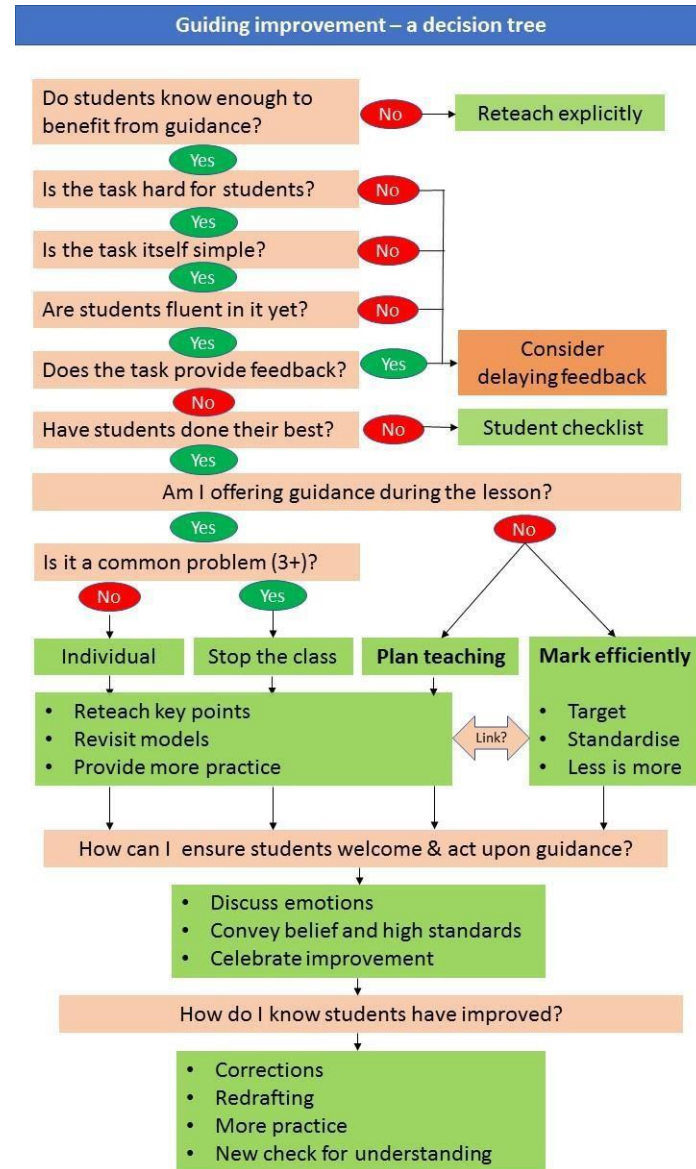 Guiding improvement – a decision tree
Do students know enough to
benefit from guidance?
No
Reteach explicitly
Yes
Is the task hard for students?
No
Yes
Is the task itself simple?
No
Yes
Are students fluent in it yet?
No
Yes
Does the task provide feedback?
Yes
Consider
delaying feedback
No
Have students done their best?
No
Student checklist
Yes
Am I offering guidance during the lesson?
Yes
No
Is it a common problem (3+)?
No
Yes
Individual
Stop the class
Plan teaching
Mark efficiently
• Reteach key points
• Revisit models
• Provide more practice
Link?
• Target
• Standardise
• Less is more
How can I ensure students welcome & act upon guidance?
• Discuss emotions
• Convey belief and high standards
• Celebrate improvement
How do I know students have improved?
• Corrections
• Redrafting
• More practice
• New check for understanding